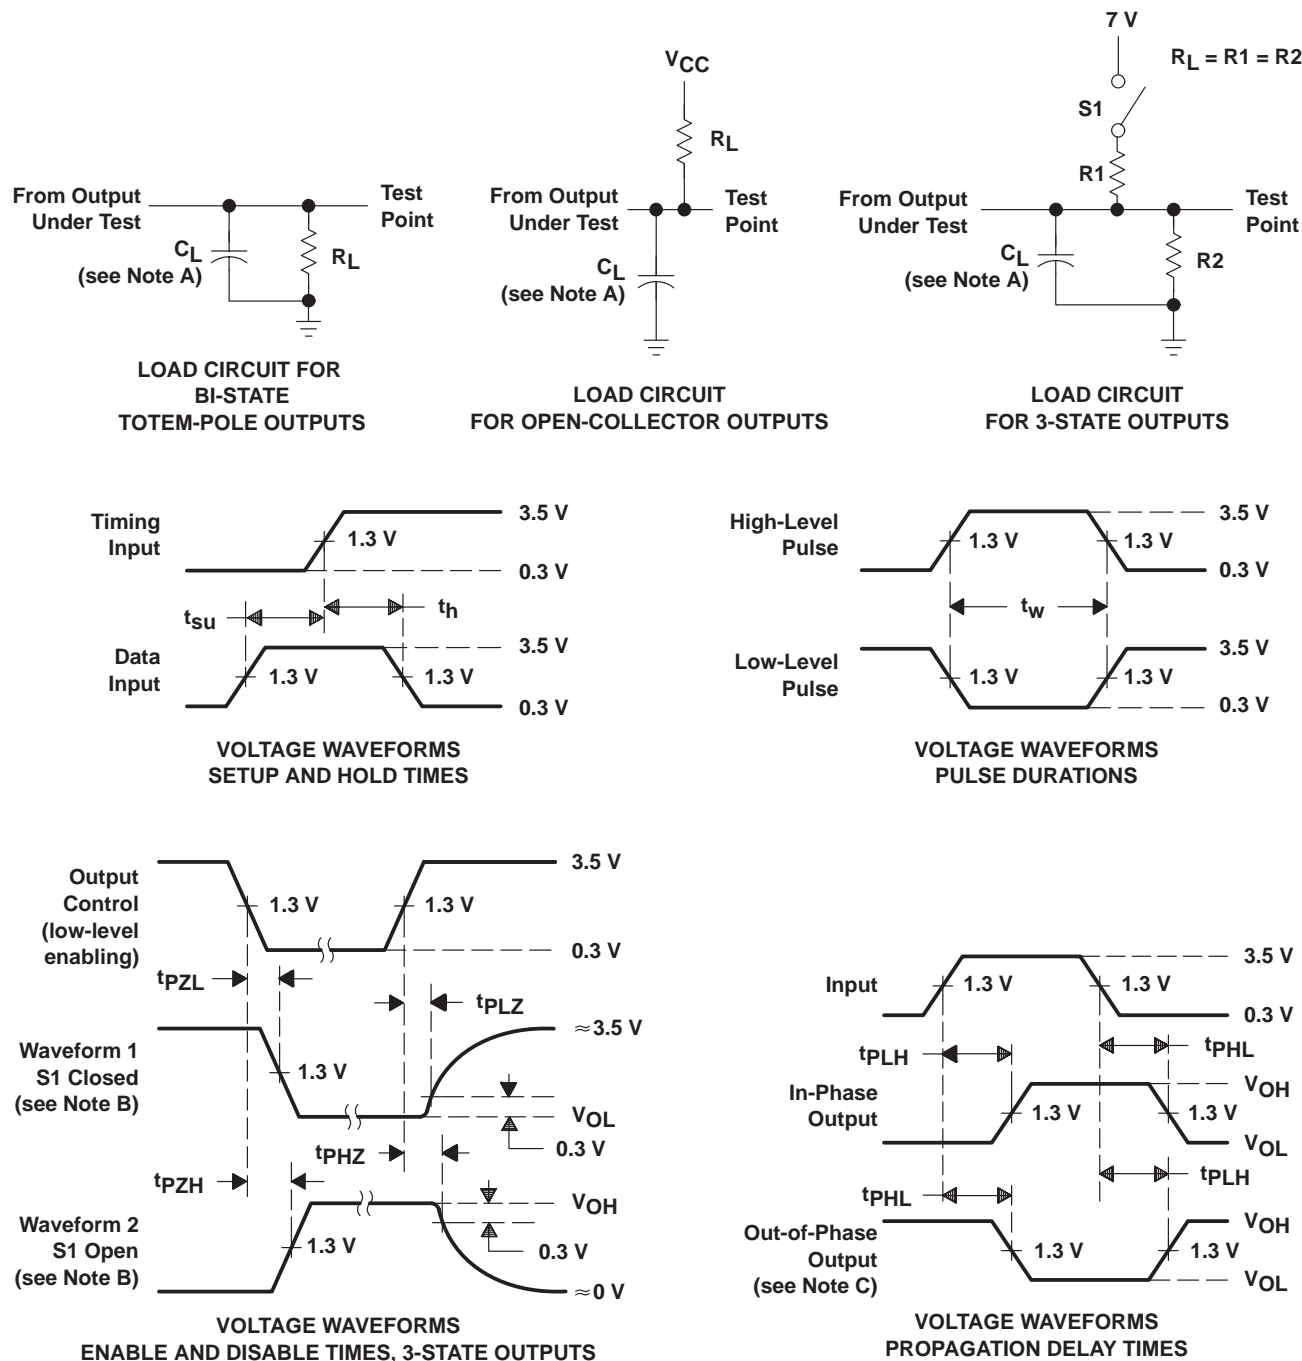 7 V
RL = R1 = R2
S1
R1
From Output
Under Test
Test
Point
CL
(see Note A)
R2
LOAD CIRCUIT
FOR 3-STATE OUTPUTS
VCC
RL
From Output
Under Test
Test
Point
CL
(see Note A)
LOAD CIRCUIT
FOR OPEN-COLLECTOR OUTPUTS
From Output
Under Test
Test
Point
CL
(see Note A)
RL
LOAD CIRCUIT FOR
BI-STATE
TOTEM-POLE OUTPUTS
Timing
Input
3.5 V
1.3 V
0.3 V
tsu
th
Data
Input
3.5 V
1.3 V
1.3 V
0.3 V
VOLTAGE WAVEFORMS
SETUP AND HOLD TIMES
High-Level
Pulse
3.5 V
1.3 V
1.3 V
0.3 V
tw
Low-Level
Pulse
3.5 V
1.3 V
1.3 V
0.3 V
VOLTAGE WAVEFORMS
PULSE DURATIONS
Output
Control
(low-level
enabling)
3.5 V
1.3 V
1.3 V
0.3 V
tPZL
tPLZ
Waveform 1
S1 Closed
(see Note B)
≈3.5 V
1.3 V
VOL
0.3 V
tPHZ
tPZH
Waveform 2
S1 Open
(see Note B)
VOH
1.3 V
0.3 V
≈0 V
VOLTAGE WAVEFORMS
ENABLE AND DISABLE TIMES, 3-STATE OUTPUTS
Input
3.5 V
1.3 V
1.3 V
0.3 V
tPLH
tPHL
In-Phase
Output
VOH
1.3 V
1.3 V
VOL
tPHL
tPLH
Out-of-Phase
Output
(see Note C)
VOH
1.3 V
1.3 V
VOL
VOLTAGE WAVEFORMS
PROPAGATION DELAY TIMES